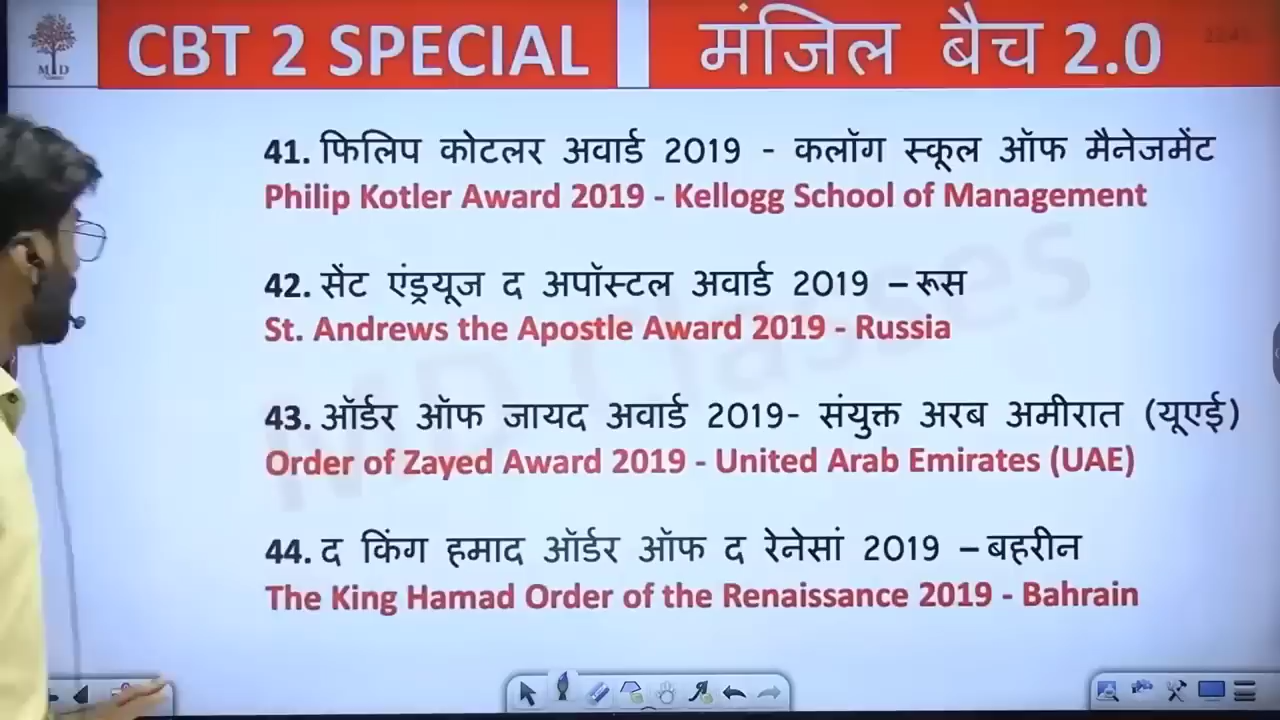 CBT 2 SPECIAL
मंजिल बैच 2.0
41. फिलिप कोटलर अवार्ड 2019 - कलॉग स्कूल ऑफ मैनेजमेंट
Philip Kotler Award 2019 - Kellogg School of Management
42. सेंट एंड्रयूज द अपॉस्टल अवार्ड 2019 – रूस
St. Andrews the Apostle Award 2019 - Russia
43. ऑर्डर ऑफ जायद अवार्ड 2019- संयुक्त अरब अमीरात (यूएई)
Order of Zayed Award 2019 - United Arab Emirates (UAE)
44. द किंग हमाद ऑर्डर ऑफ द रेनेसां 2019 – बहरीन
The King Hamad Order of the Renaissance 2019 - Bahrain
MD Classes